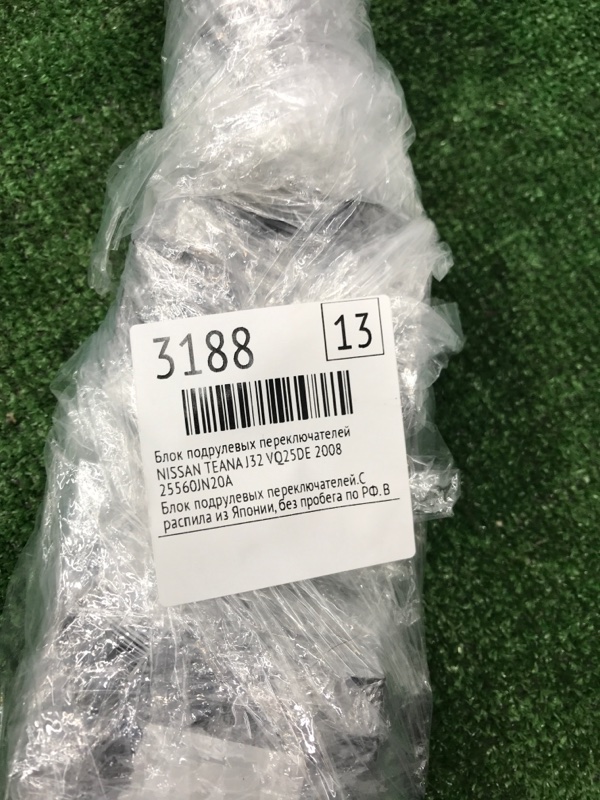 3188
13
Блок подрулевых переключателей
NISSAN TEANA J32 VQ25DE 2008
25560JN20A
Блок подрулевых переключателей.С
распила из Японии, без пробега по РФ. В